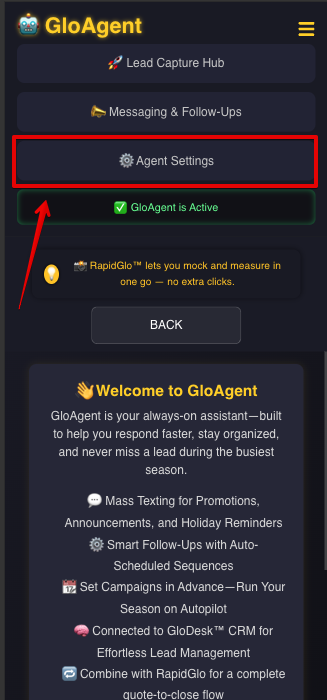 🤖 GloAgent
🚀 Lead Capture Hub
📣 Messaging & Follow-Ups
⚙️ Agent Settings
✅ GloAgent is Active
💡 📸 RapidGlo™ lets you mock and measure in
one go — no extra clicks.
BACK
👋 Welcome to GloAgent
GloAgent is your always-on assistant—built
to help you respond faster, stay organized,
and never miss a lead during the busiest
season.
💬 Mass Texting for Promotions,
Announcements, and Holiday Reminders
⚙️ Smart Follow-Ups with Auto-
Scheduled Sequences
📆 Set Campaigns in Advance—Run Your
Season on Autopilot
🧠 Connected to GloDesk™ CRM for
Effortless Lead Management
🔁 Combine with RapidGlo for a complete
quote-to-close flow